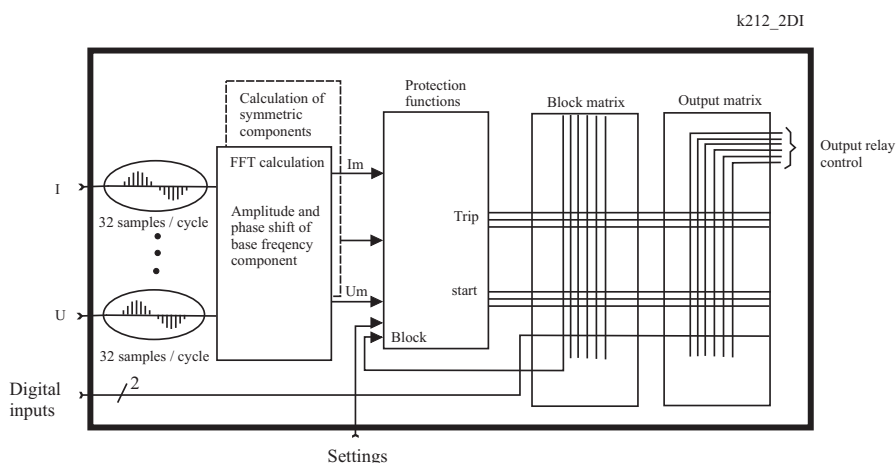 k212_2DI
Protection
functions
Calculation of
symmetric
components
Block matrix
Output matrix
FFT calculation
Im
Output relay
control
I
32 samples / cycle
Amplitude and
phase shift of
base freqency
component
Trip
Um
start
U
Block
32 samples / cycle
Digital
inputs
2
Settings